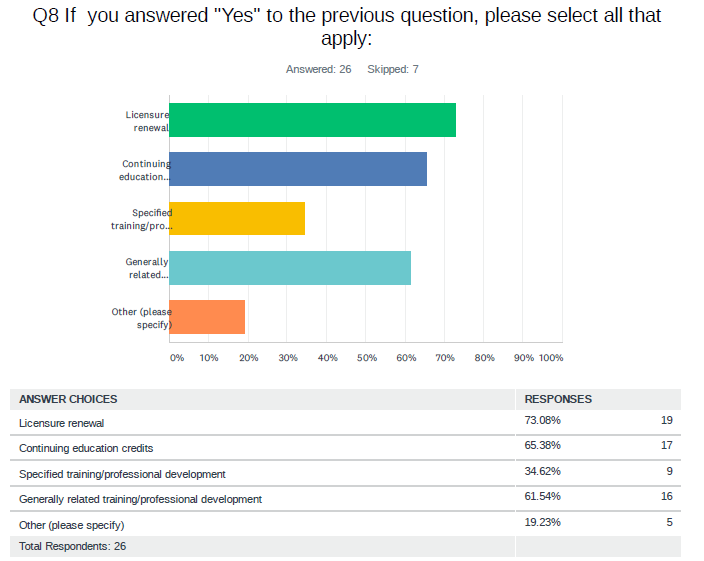 Q8 If  you answered "Yes" to the previous question, please select all that
apply:
Answered: 26 Skipped: 7
Licensure
renewal
Continuing
education...
Specified
training/pro...
Generally
related...
Other (please
specify)
0% 10% 20% 30% 40% 50% 60% 70% 80% 90% 100%
ANSWER CHOICES RESPONSES
Licensure renewal 73.08% 19
Continuing education credits 65.38% 17
Specified training/professional development 34.62% 9
Generally related training/professional development 61.54% 16
Other (please specify) 19.23% 5
Total Respondents: 26